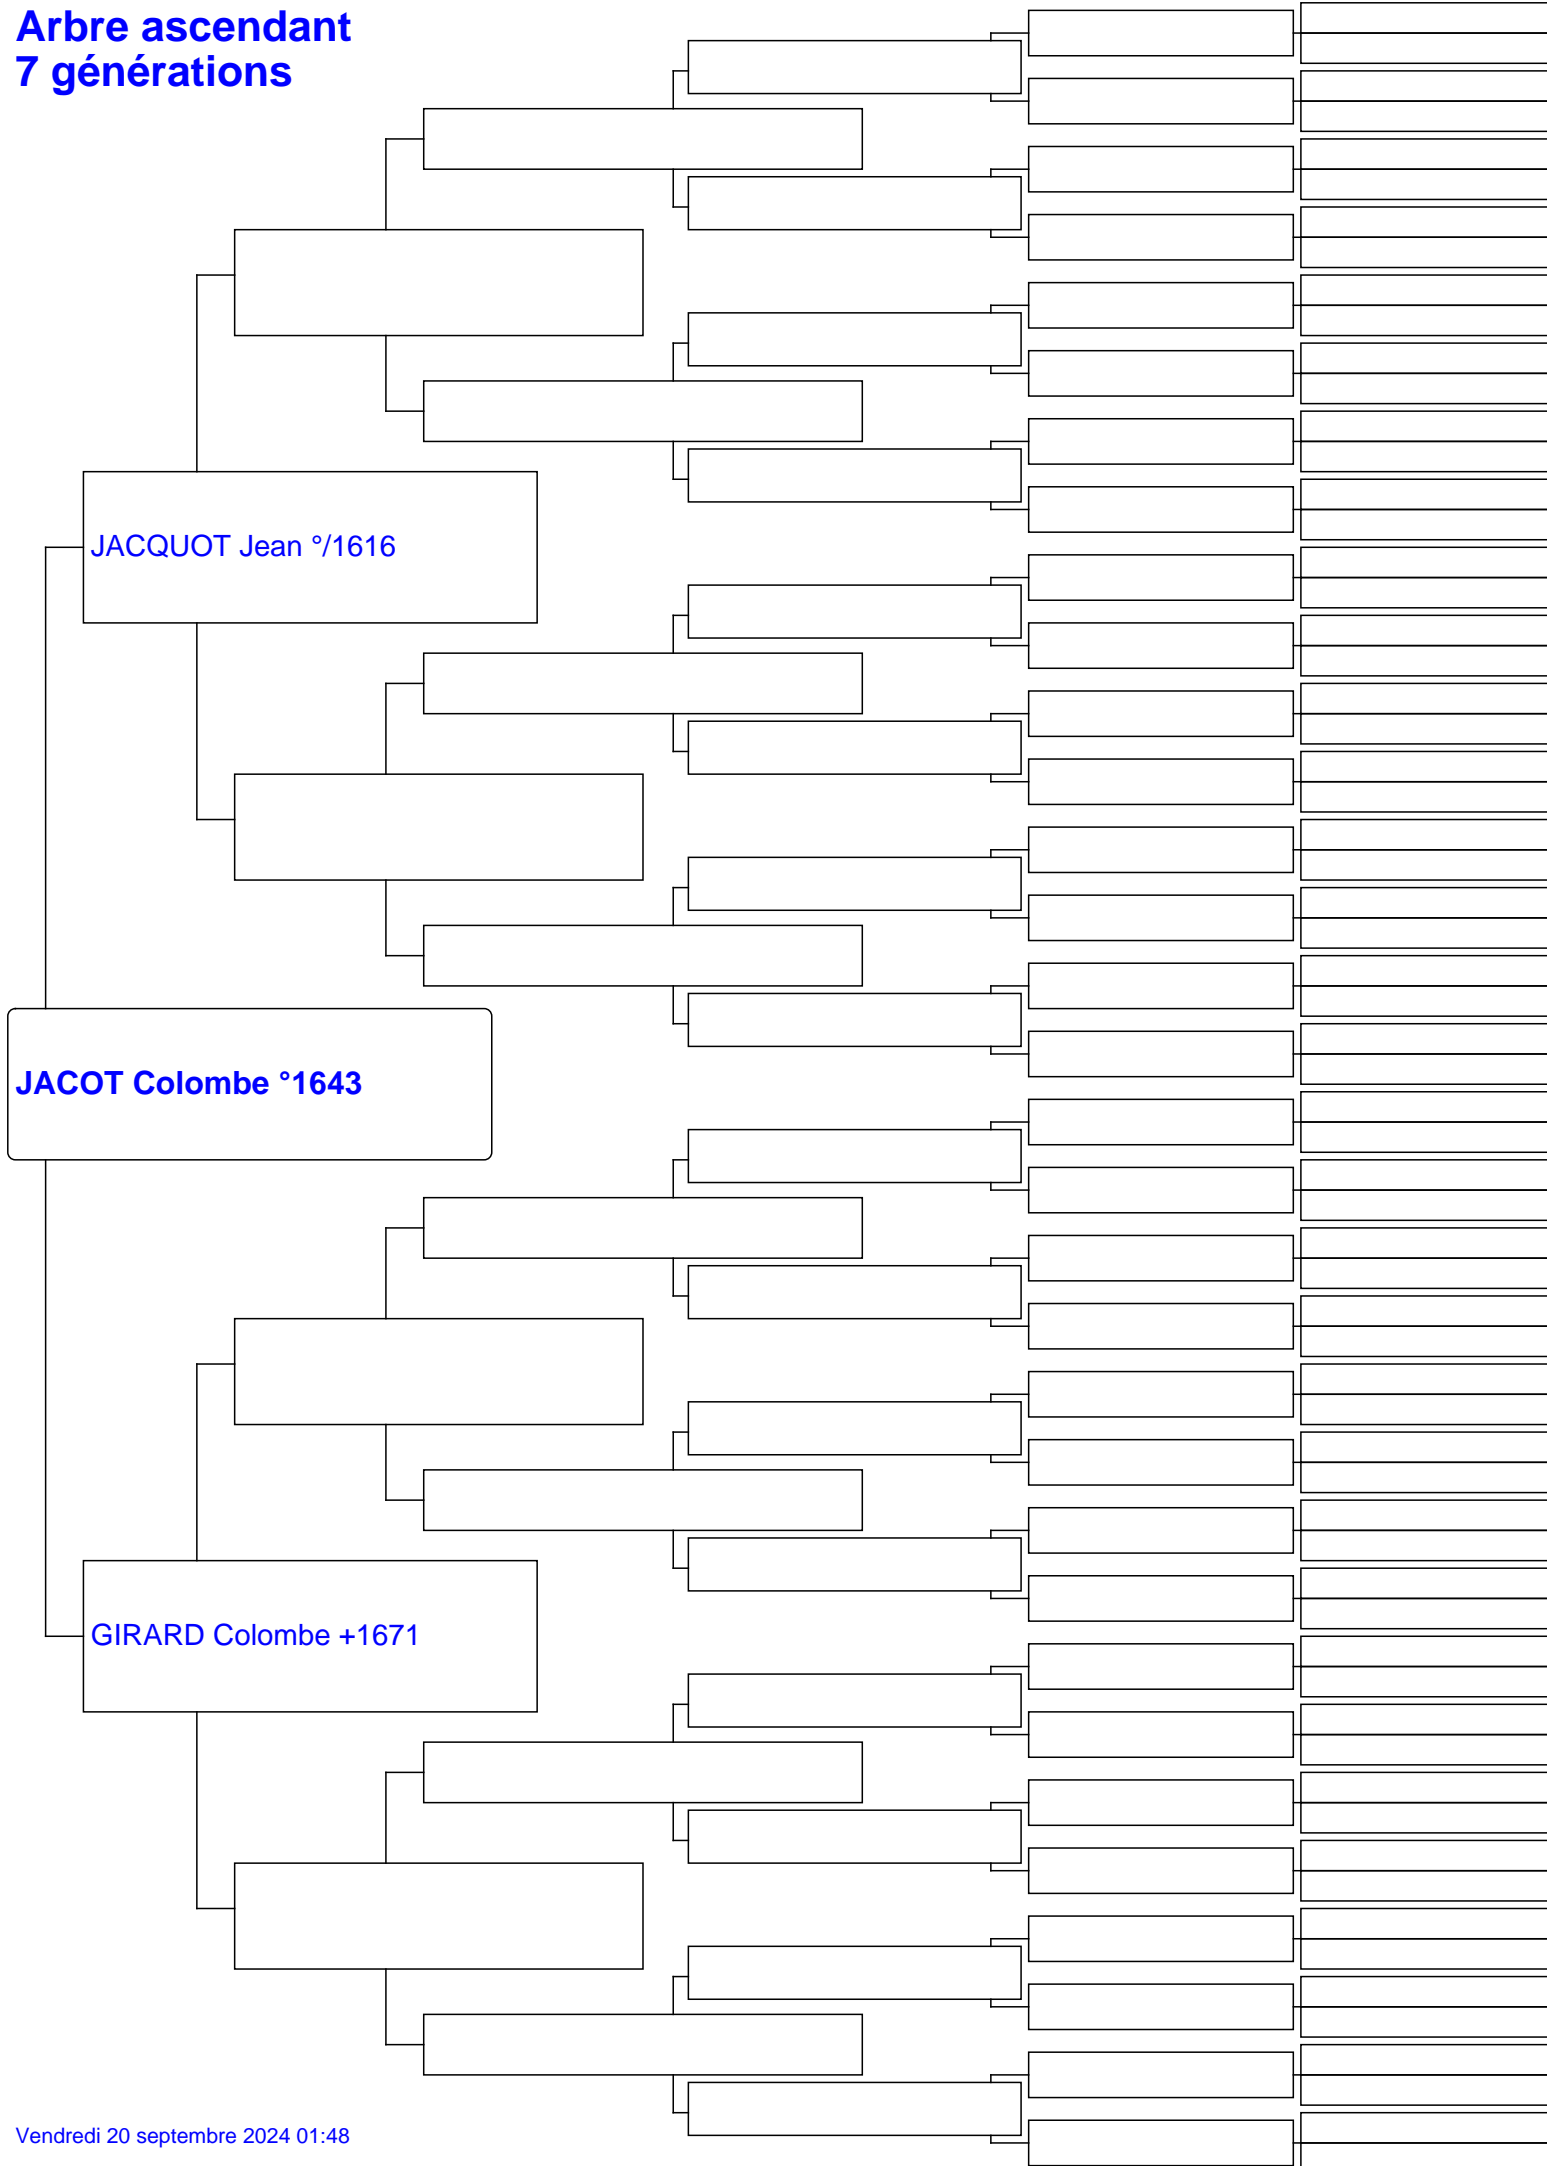 Arbre ascendant
7 générations
JACQUOT Jean °/1616
JACOT Colombe °1643
GIRARD Colombe +1671
Vendredi 20 septembre 2024 01:48